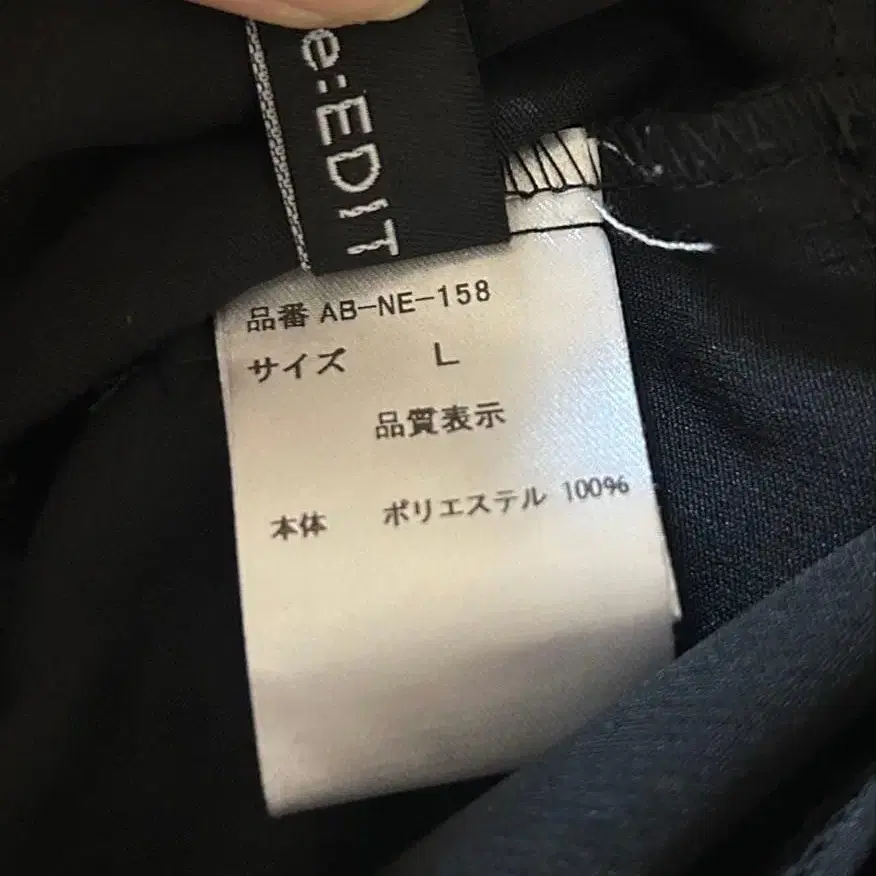 e:EDIT
品番 AB-NE-158
サイズ L
品質表示
本体 ポリエステル 100%